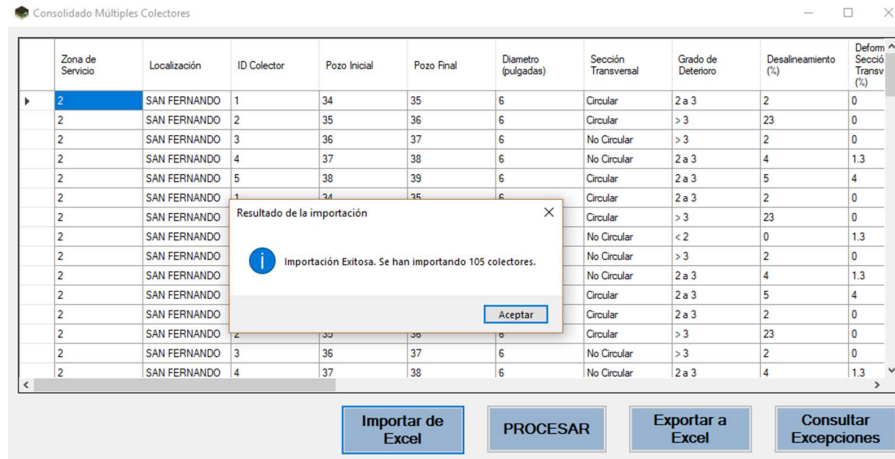 Consolidado Múltiples Colectores
Zona de Servicio Localización ID Colector Pozo Inicial Pozo Final Diametro (pulgadas) Sección Transversal Grado de Deterioro Desalineamiento (%) Deform Secció Transv (%)
2 SAN FERNANDO 1 34 35 6 Circular 2 a 3 2 0
2 SAN FERNANDO 2 35 36 6 Circular > 3 23 0
2 SAN FERNANDO 3 36 37 6 No Circular > 3 2 0
2 SAN FERNANDO 4 37 38 6 No Circular 2 a 3 4 1.3
2 SAN FERNANDO 5 38 39 6 Circular 2 a 3 5 4
2 SAN FERNANDO 1 34 35 6 Circular 2 a 3 2 0
2 SAN FERNANDO Circular > 3 23 0
2 SAN FERNANDO No Circular < 2 0 1.3
2 SAN FERNANDO No Circular > 3 2 0
2 SAN FERNANDO No Circular 2 a 3 4 1.3
2 SAN FERNANDO Circular 2 a 3 5 4
2 SAN FERNANDO Circular 2 a 3 2 0
2 SAN FERNANDO 2 35 36 6 Circular > 3 23 0
2 SAN FERNANDO 3 36 37 6 No Circular > 3 2 0
2 SAN FERNANDO 4 37 38 6 No Circular 2 a 3 4 1.3
Resultado de la importación
Importación Exitosa. Se han importando 105 colectores.
Aceptar
Importar de Excel
PROCESAR
Exportar a Excel
Consultar Excepciones